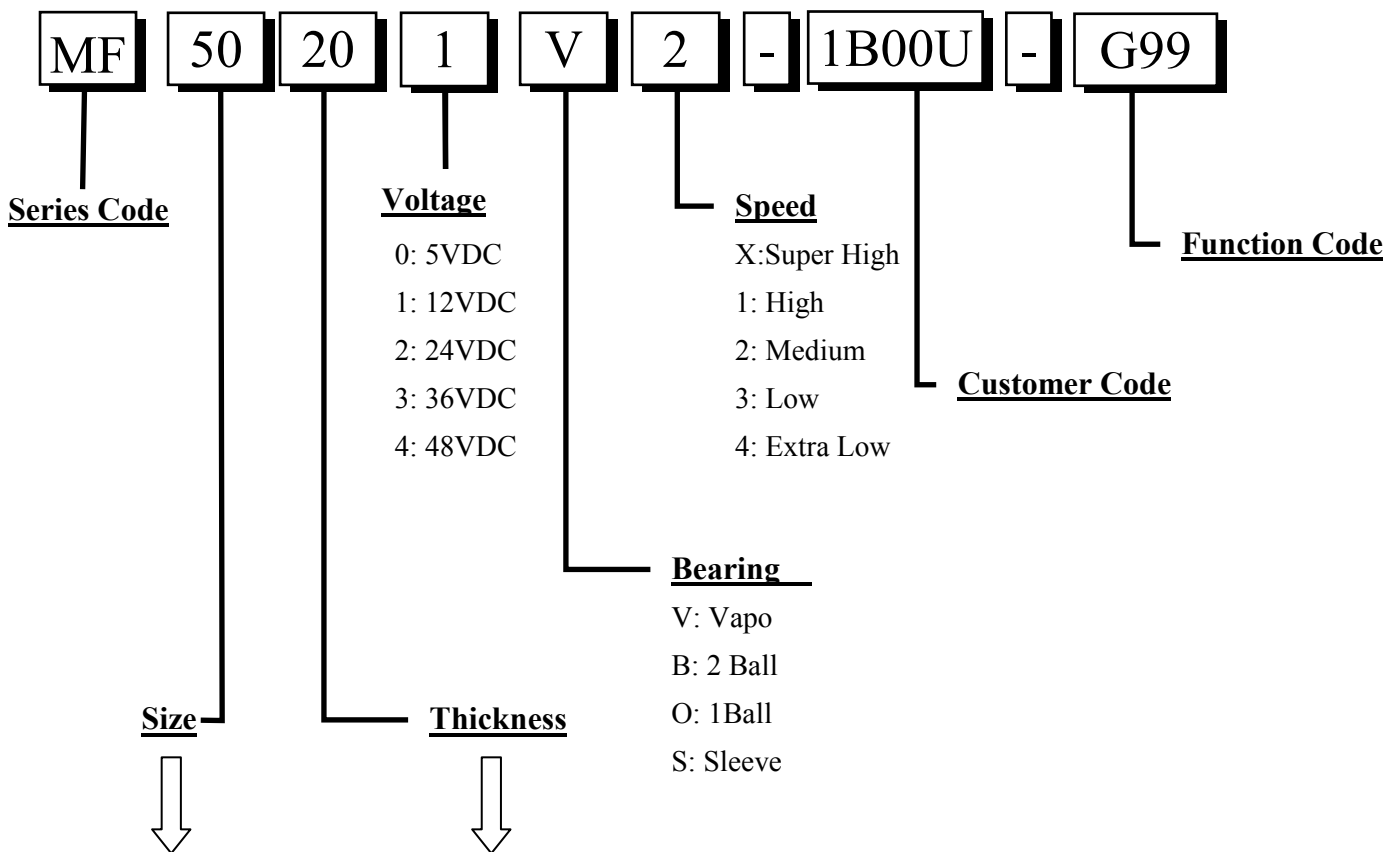 MF 50 20 1 V 2 - 1B00U - G99
Series Code
Voltage
0: 5VDC
1: 12VDC
2: 24VDC
3: 36VDC
4: 48VDC
Speed
X:Super High
1: High
2: Medium
3: Low
4: Extra Low
Function Code
Customer Code
Bearing
V: Vapo
B: 2 Ball
O: 1Ball
S: Sleeve
Size
Thickness